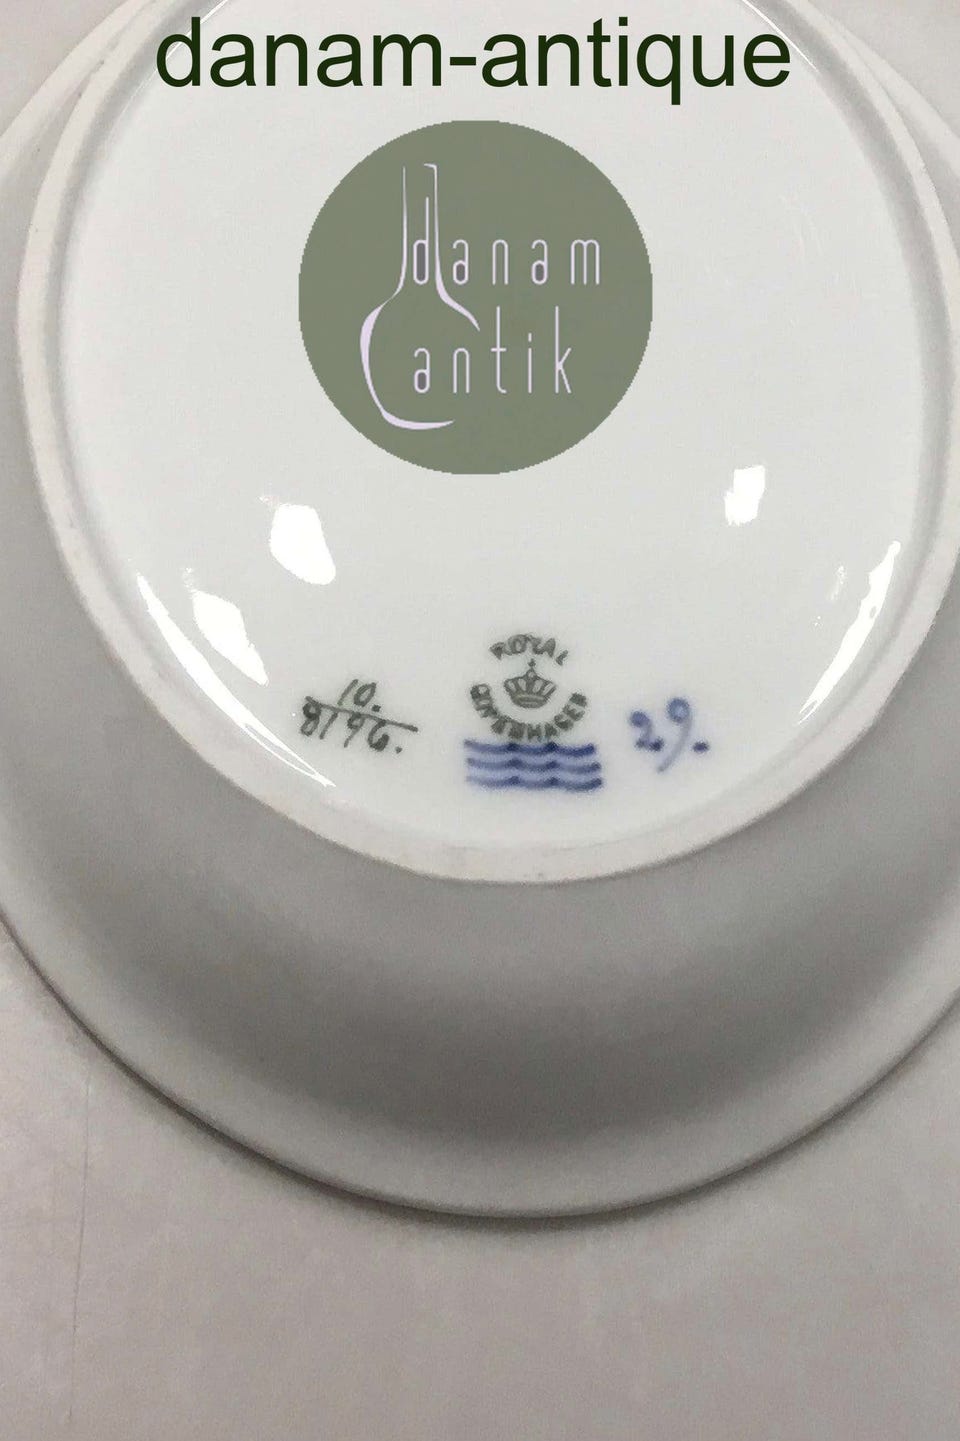 danam-antique
danam
antik
ROYAL
COPENHAGEN
10.
8196.
29.